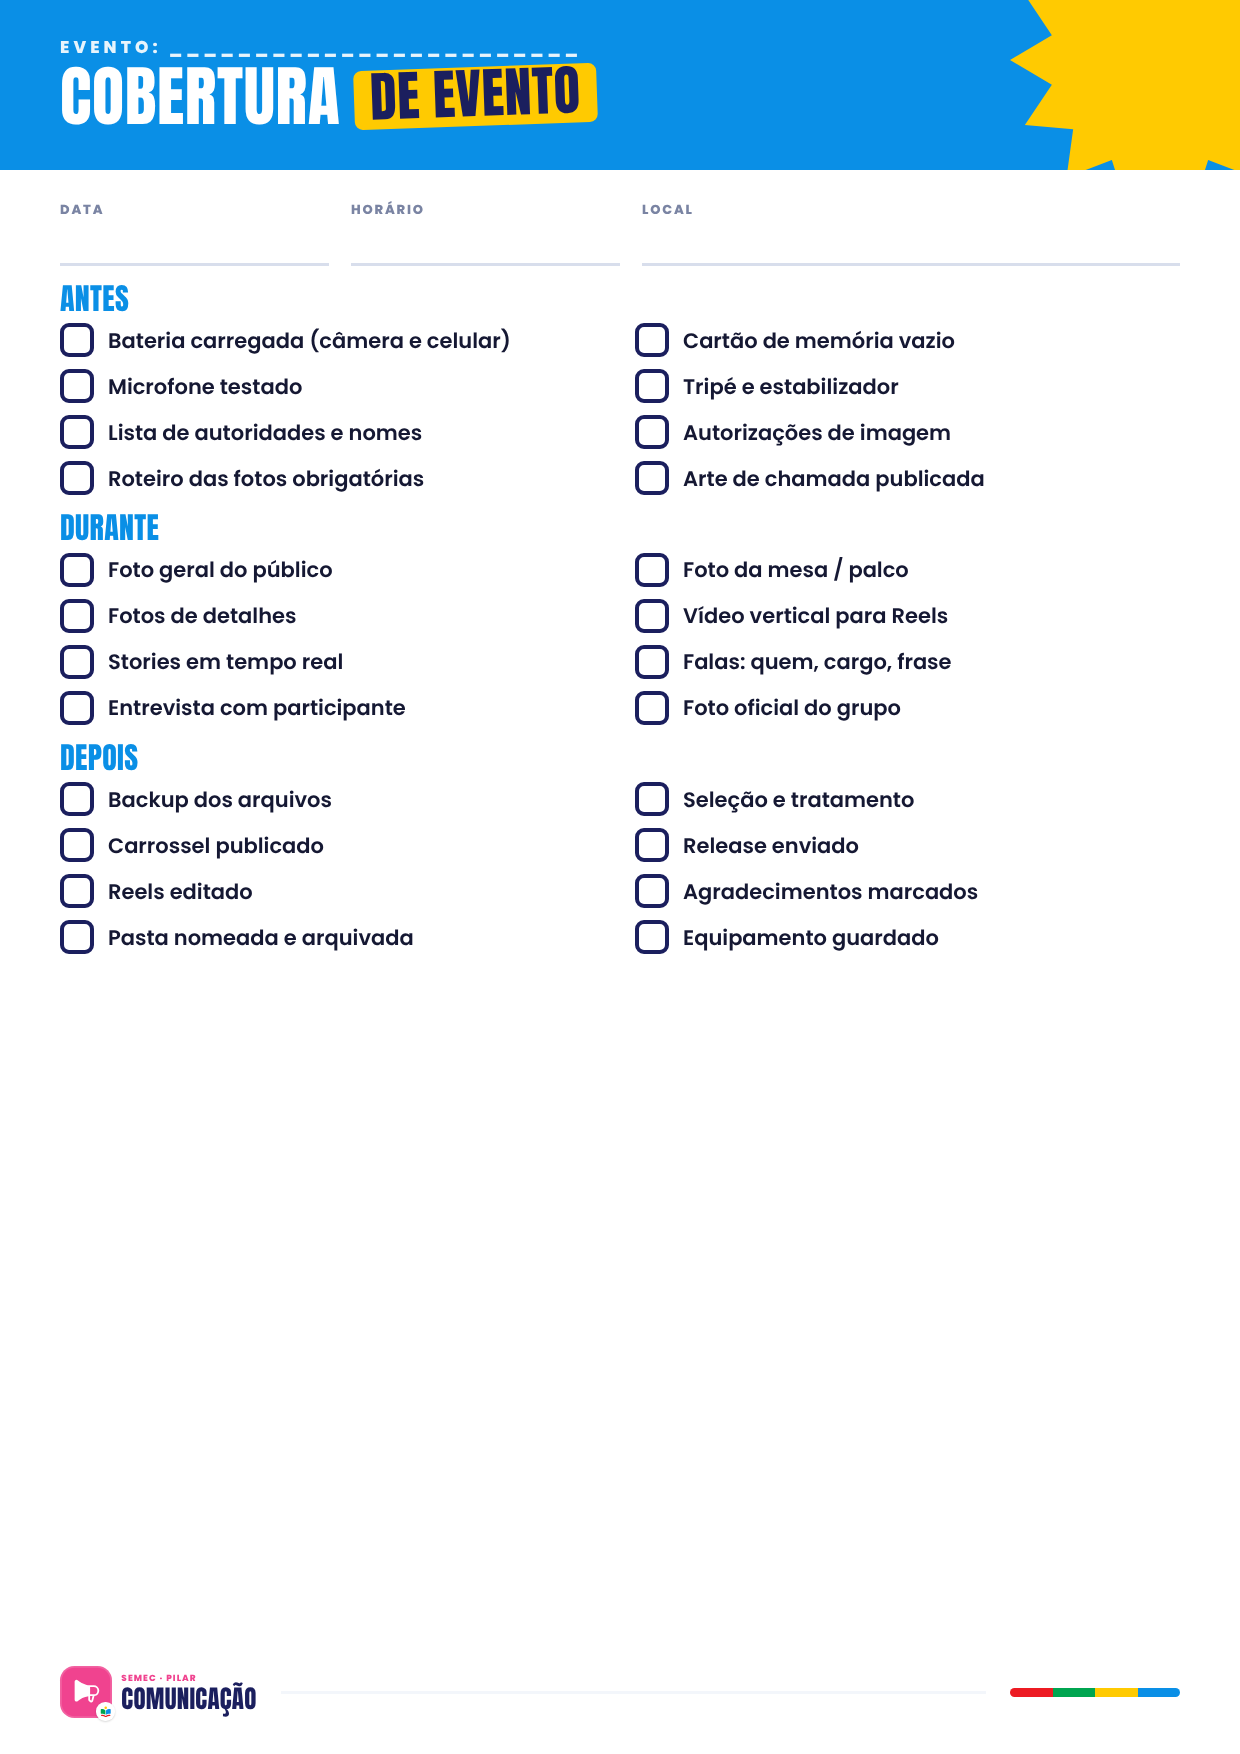 EVENTO: ________________________
COBERTURA DE EVENTO
DATA HORÁRIO LOCAL
ANTES
Bateria carregada (câmera e celular) Cartão de memória vazio
Microfone testado Tripé e estabilizador
Lista de autoridades e nomes Autorizações de imagem
Roteiro das fotos obrigatórias Arte de chamada publicada
DURANTE
Foto geral do público Foto da mesa / palco
Fotos de detalhes Vídeo vertical para Reels
Stories em tempo real Falas: quem, cargo, frase
Entrevista com participante Foto oficial do grupo
DEPOIS
Backup dos arquivos Seleção e tratamento
Carrossel publicado Release enviado
Reels editado Agradecimentos marcados
Pasta nomeada e arquivada Equipamento guardado
SEMEC · PILAR
COMUNICAÇÃO